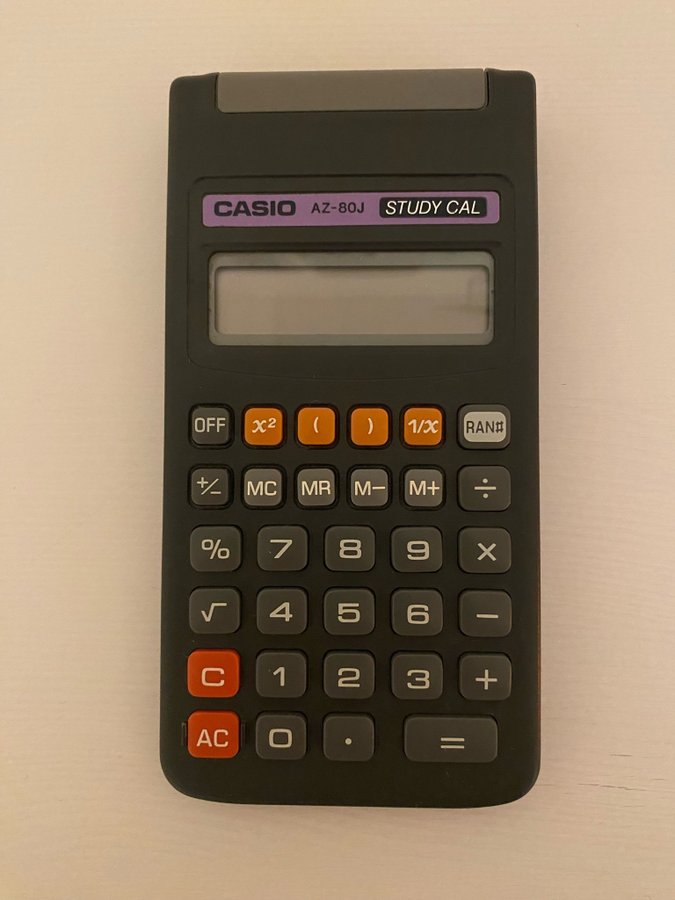 CASIO AZ-80J STUDY CAL
OFF x² ( ) 1/x RAN#
+/− MC MR M− M+ ÷
% 7 8 9 ×
√ 4 5 6 −
C 1 2 3 +
AC 0 · =